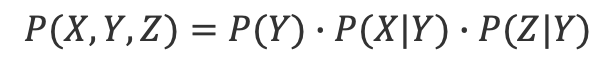 P(X, Y, Z) = P(Y) · P(X|Y) · P(Z|Y)